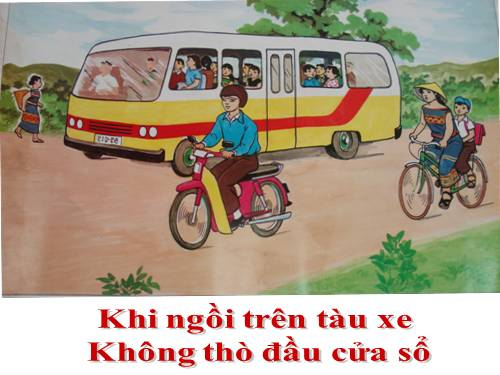 Khi ngồi trên tàu xe
Không thò đầu cửa sổ